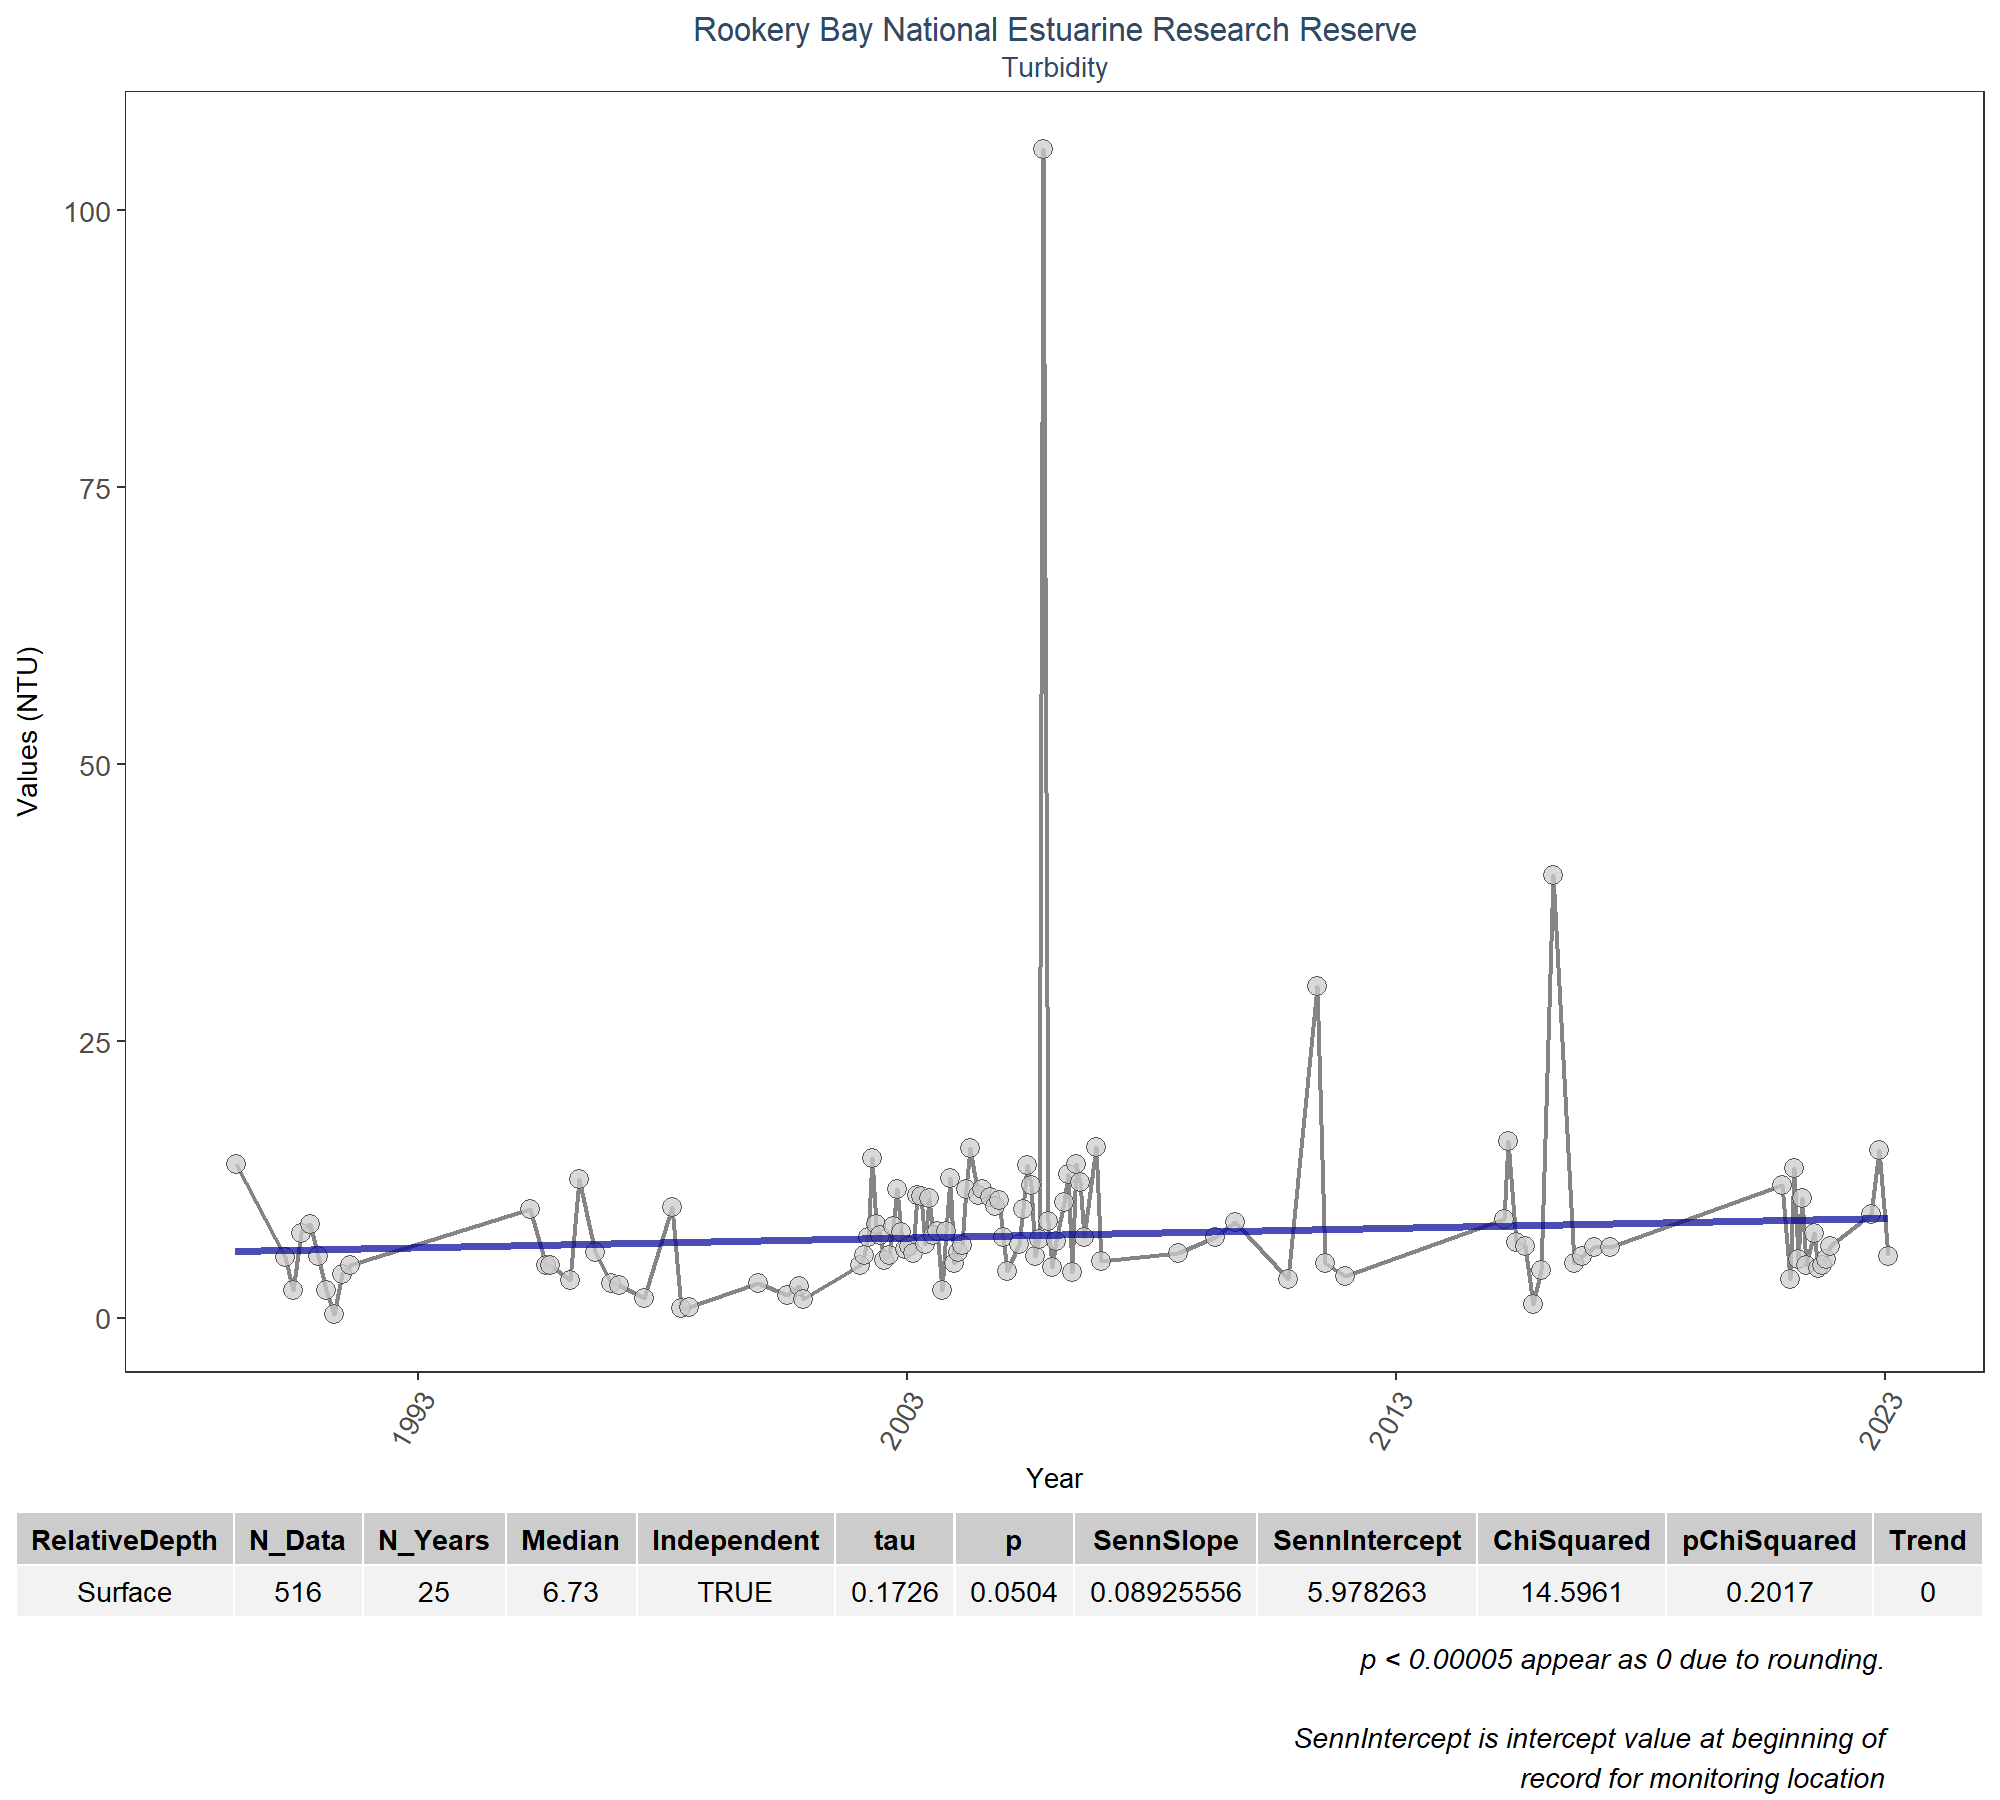 Rookery Bay National Estuarine Research Reserve
Turbidity
100
75
50
25
0
Values (NTU)
1993
2003
2013
2023
Year
RelativeDepth N_Data N_Years Median Independent tau p SennSlope SennIntercept ChiSquared pChiSquared Trend
Surface 516 25 6.73 TRUE 0.1726 0.0504 0.08925556 5.978263 14.5961 0.2017 0
p < 0.00005 appear as 0 due to rounding.
SennIntercept is intercept value at beginning of
record for monitoring location